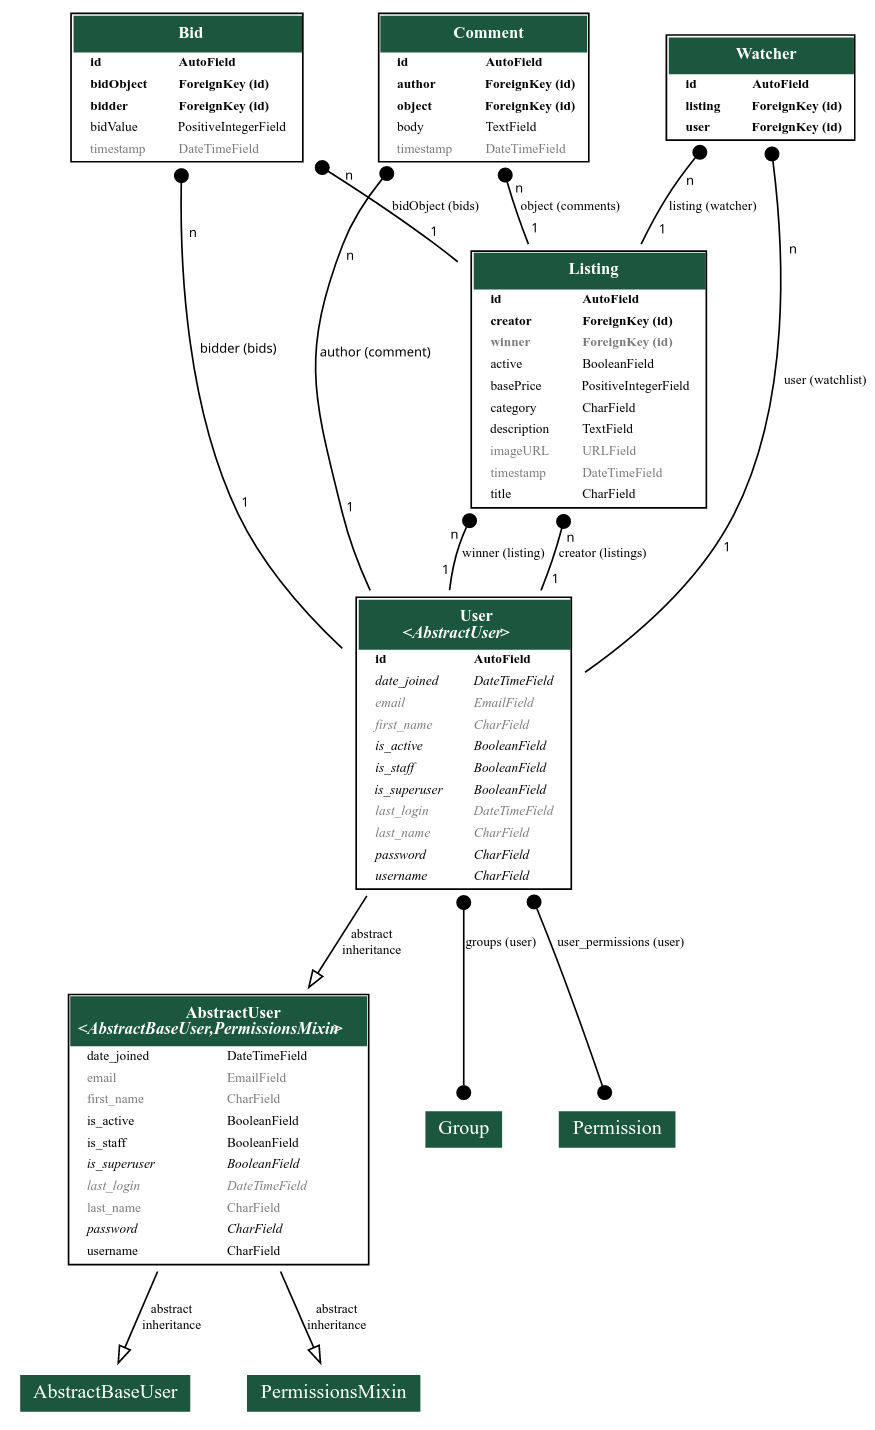 Bid
id AutoField
bidObject ForeignKey (id)
bidder ForeignKey (id)
bidValue PositiveIntegerField
timestamp DateTimeField
Comment
id AutoField
author ForeignKey (id)
object ForeignKey (id)
body TextField
timestamp DateTimeField
Watcher
id AutoField
listing ForeignKey (id)
user ForeignKey (id)
n
bidObject (bids)
1
n
object (comments)
1
n
listing (watcher)
1
n
bidder (bids)
1
n
author (comment)
1
n
user (watchlist)
1
Listing
id AutoField
creator ForeignKey (id)
winner ForeignKey (id)
active BooleanField
basePrice PositiveIntegerField
category CharField
description TextField
imageURL URLField
timestamp DateTimeField
title CharField
n
winner (listing)
1
n
creator (listings)
1
User
<AbstractUser>
id AutoField
date_joined DateTimeField
email EmailField
first_name CharField
is_active BooleanField
is_staff BooleanField
is_superuser BooleanField
last_login DateTimeField
last_name CharField
password CharField
username CharField
abstract
inheritance
groups (user)
user_permissions (user)
AbstractUser
<AbstractBaseUser,PermissionsMixin>
date_joined DateTimeField
email EmailField
first_name CharField
is_active BooleanField
is_staff BooleanField
is_superuser BooleanField
last_login DateTimeField
last_name CharField
password CharField
username CharField
Group
Permission
abstract
inheritance
abstract
inheritance
AbstractBaseUser
PermissionsMixin